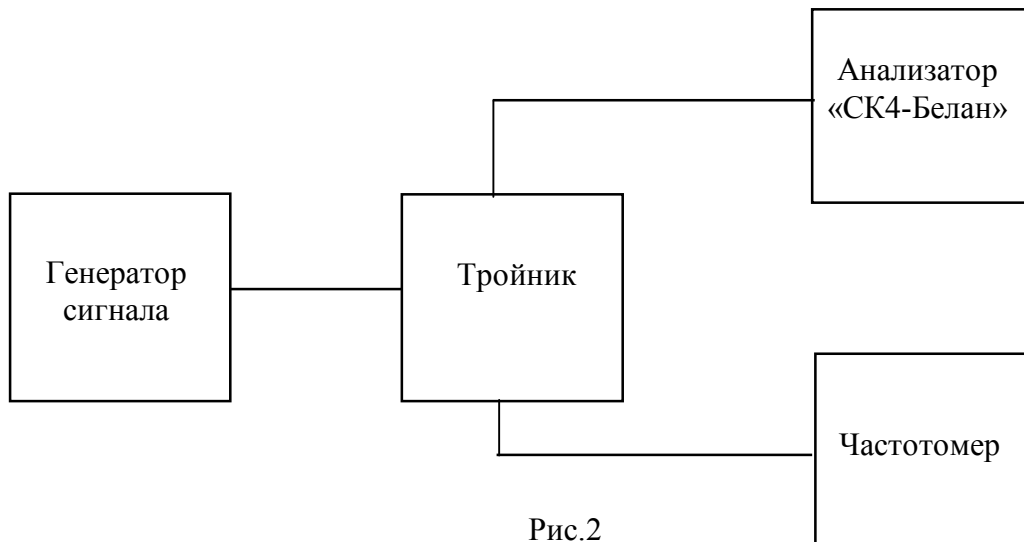 Анализатор
«СК4-Белан»
Генератор
сигнала
Тройник
Частотомер
Рис.2